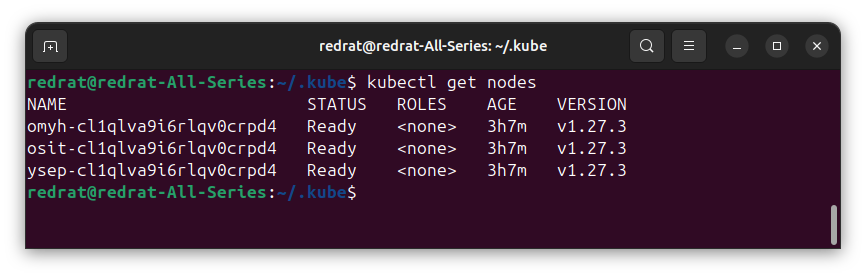 redrat@redrat-All-Series: ~/.kube
redrat@redrat-All-Series:~/.kube$ kubectl get nodes
NAME STATUS ROLES AGE VERSION
omyh-cl1qlva9i6rlqv0crpd4 Ready <none> 3h7m v1.27.3
osit-cl1qlva9i6rlqv0crpd4 Ready <none> 3h7m v1.27.3
ysep-cl1qlva9i6rlqv0crpd4 Ready <none> 3h7m v1.27.3
redrat@redrat-All-Series:~/.kube$